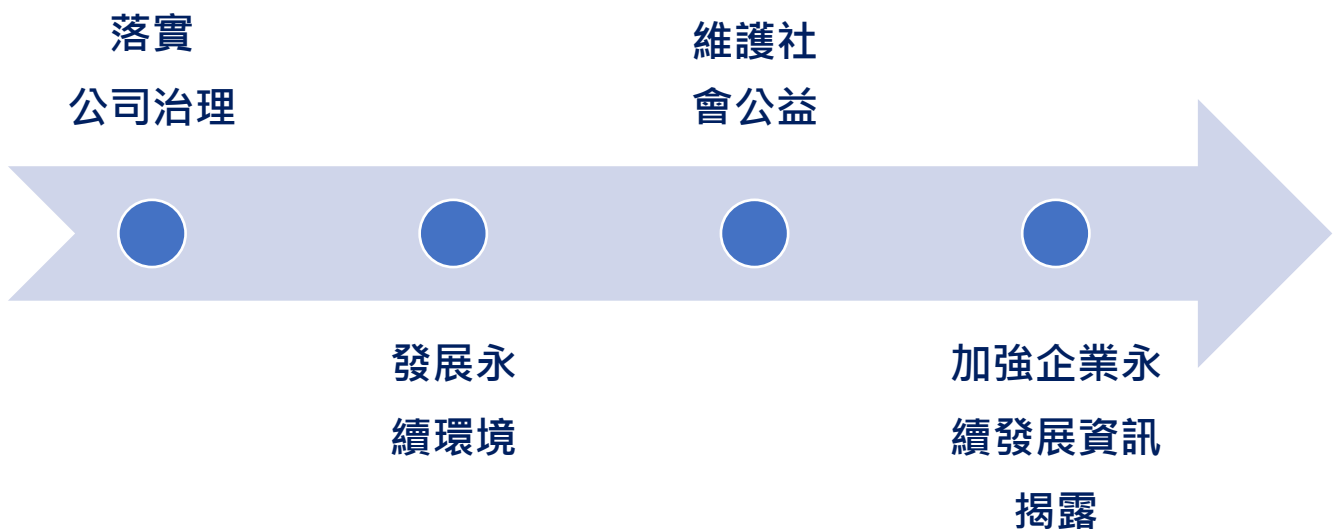 落實
公司治理
發展永
續環境
維護社
會公益
加強企業永
續發展資訊
揭露